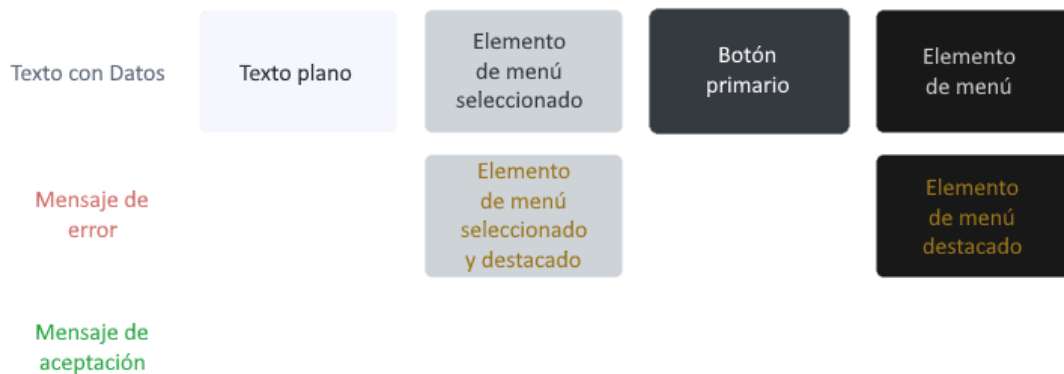 Texto con Datos
Texto plano
Elemento
de menú
seleccionado
Botón
primario
Elemento
de menú
Mensaje de
error
Elemento
de menú
seleccionado
y destacado
Elemento
de menú
destacado
Mensaje de
aceptación